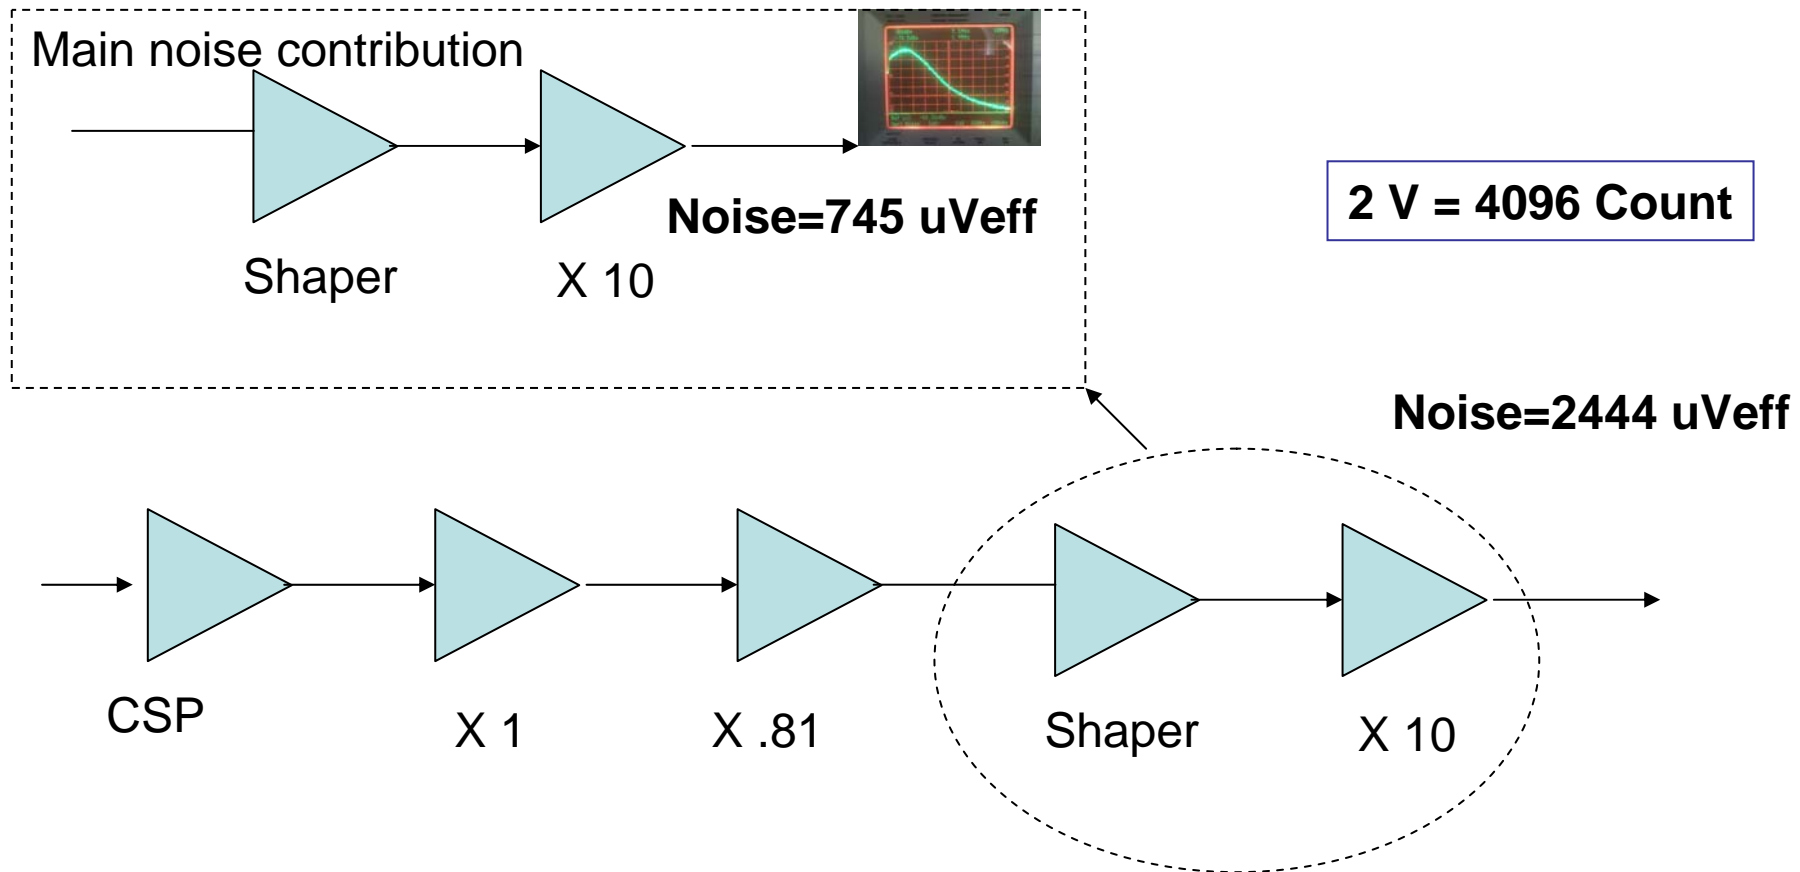 Main noise contribution
Noise=745 uVeff
2 V = 4096 Count
Shaper
X 10
Noise=2444 uVeff
CSP
X 1
X .81
Shaper
X 10